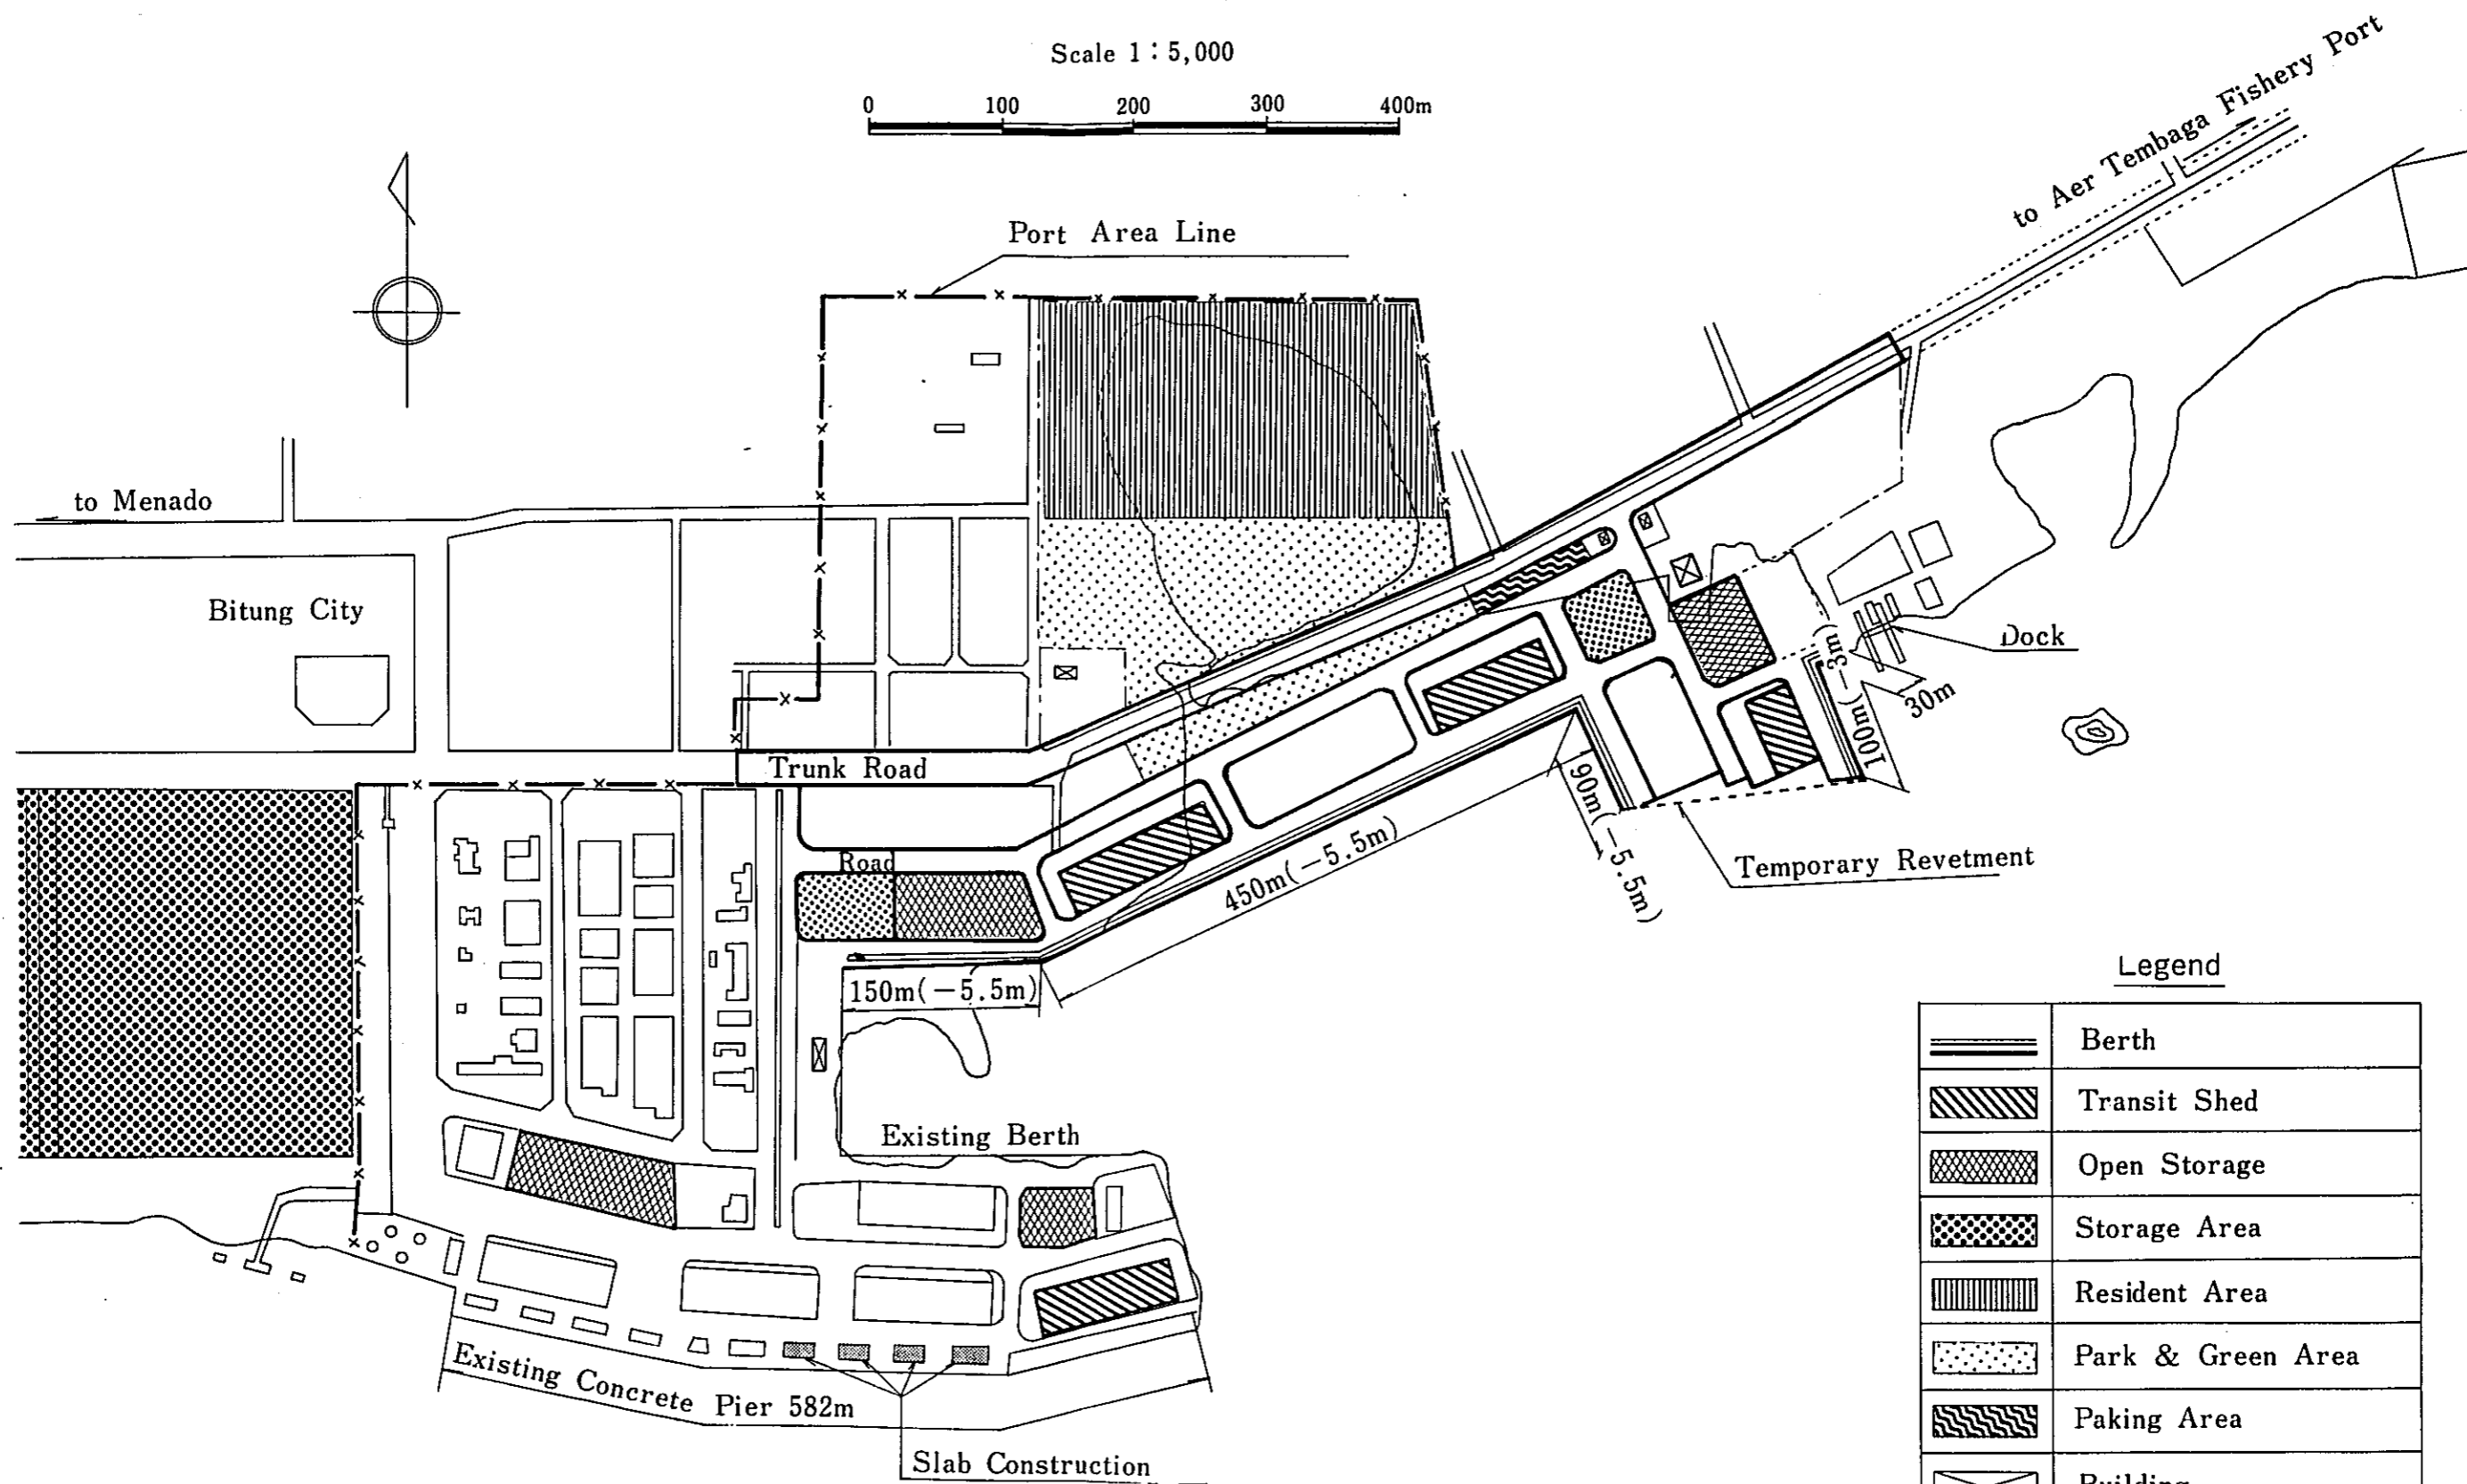 Scale 1:5,000
0 100 200 300 400m
to Aer Tembaga Fishery Port
Port Area Line
to Menado
Bitung City
Dock
100m(-3m)
30m
Trunk Road
90m(-5.5m)
Road
450m(-5.5m)
Temporary Revetment
150m(-5.5m)
Existing Berth
Existing Concrete Pier 582m
Slab Construction
Legend
Berth
Transit Shed
Open Storage
Storage Area
Resident Area
Park & Green Area
Paking Area
Building